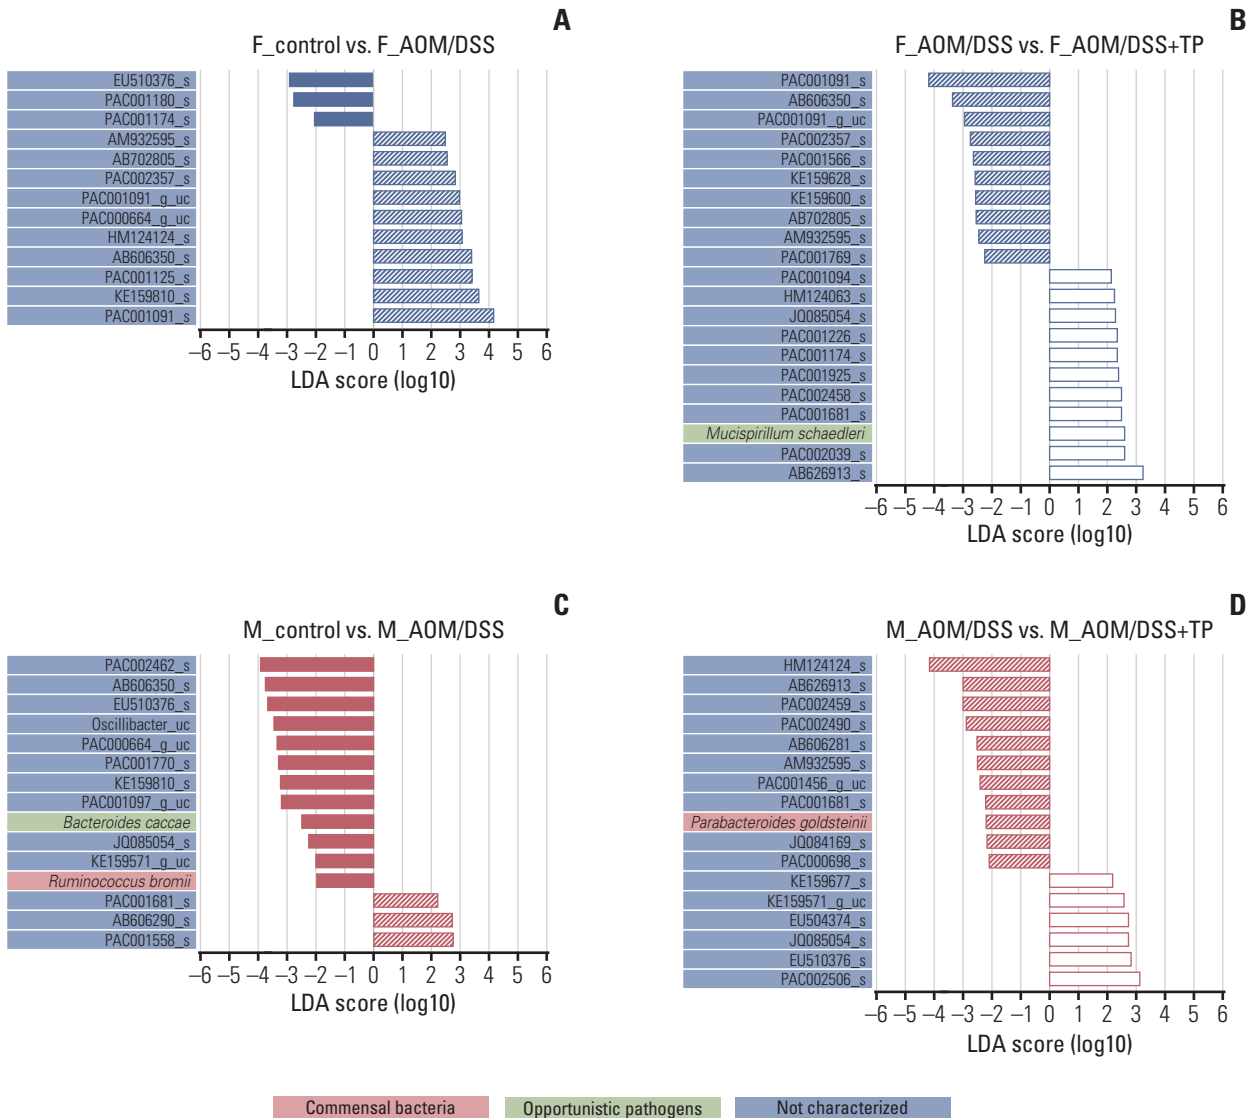 A
F_control vs. F_AOM/DSS
EU510376_s
PAC001180_s
PAC001174_s
AM932595_s
AB702805_s
PAC002357_s
PAC001091_g_uc
PAC000664_g_uc
HM124124_s
AB606350_s
PAC001125_s
KE159810_s
PAC001091_s
–6 –5 –4 –3 –2 –1 0 1 2 3 4 5 6
LDA score (log10)
B
F_AOM/DSS vs. F_AOM/DSS+TP
PAC001091_s
AB606350_s
PAC001091_g_uc
PAC002357_s
PAC001566_s
KE159628_s
KE159600_s
AB702805_s
AM932595_s
PAC001769_s
PAC001094_s
HM124063_s
JQ085054_s
PAC001226_s
PAC001174_s
PAC001925_s
PAC002458_s
PAC001681_s
Mucispirillum schaedleri
PAC002039_s
AB626913_s
–6 –5 –4 –3 –2 –1 0 1 2 3 4 5 6
LDA score (log10)
C
M_control vs. M_AOM/DSS
PAC002462_s
AB606350_s
EU510376_s
Oscillibacter_uc
PAC000664_g_uc
PAC001770_s
KE159810_s
PAC001097_g_uc
Bacteroides caccae
JQ085054_s
KE159571_g_uc
Ruminococcus bromii
PAC001681_s
AB606290_s
PAC001558_s
–6 –5 –4 –3 –2 –1 0 1 2 3 4 5 6
LDA score (log10)
D
M_AOM/DSS vs. M_AOM/DSS+TP
HM124124_s
AB626913_s
PAC002459_s
PAC002490_s
AB606281_s
AM932595_s
PAC001456_g_uc
PAC001681_s
Parabacteroides goldsteinii
JQ084169_s
PAC000698_s
KE159677_s
KE159571_g_uc
EU504374_s
JQ085054_s
EU510376_s
PAC002506_s
–6 –5 –4 –3 –2 –1 0 1 2 3 4 5 6
LDA score (log10)
Commensal bacteria
Opportunistic pathogens
Not characterized